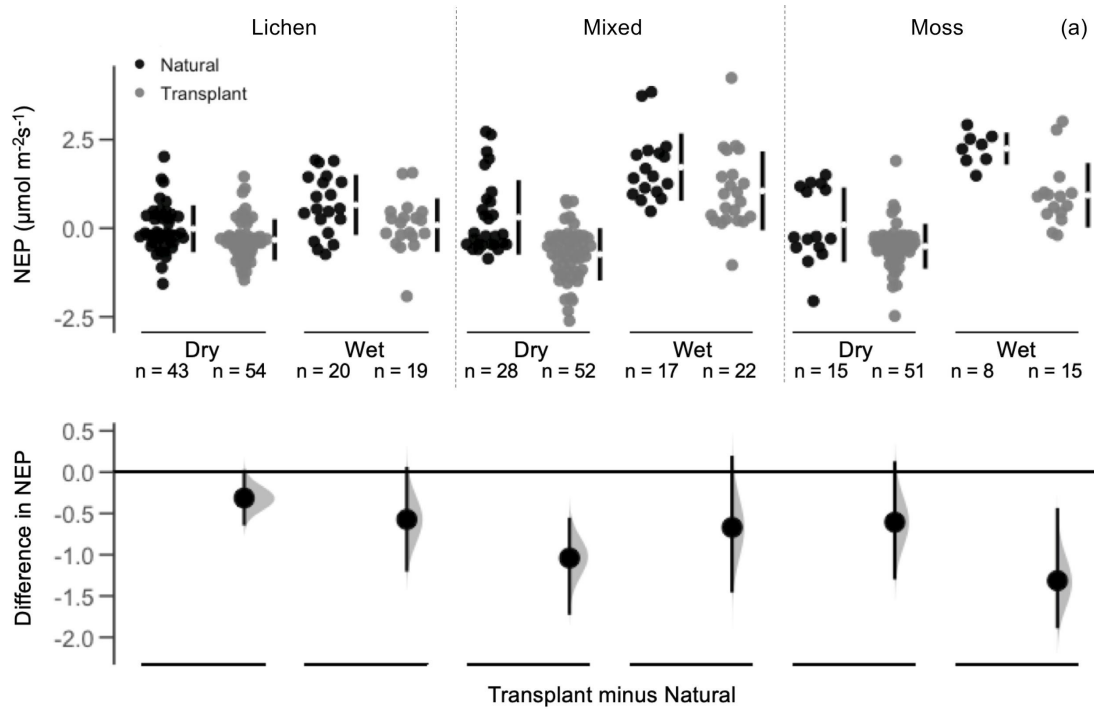 Lichen Mixed Moss (a)
Natural
Transplant
NEP (µmol m-2s-1)
2.5
0.0
-2.5
Dry Wet Dry Wet Dry Wet
n = 43 n = 54 n = 20 n = 19 n = 28 n = 52 n = 17 n = 22 n = 15 n = 51 n = 8 n = 15
Difference in NEP
0.5
0.0
-0.5
-1.0
-1.5
-2.0
Transplant minus Natural